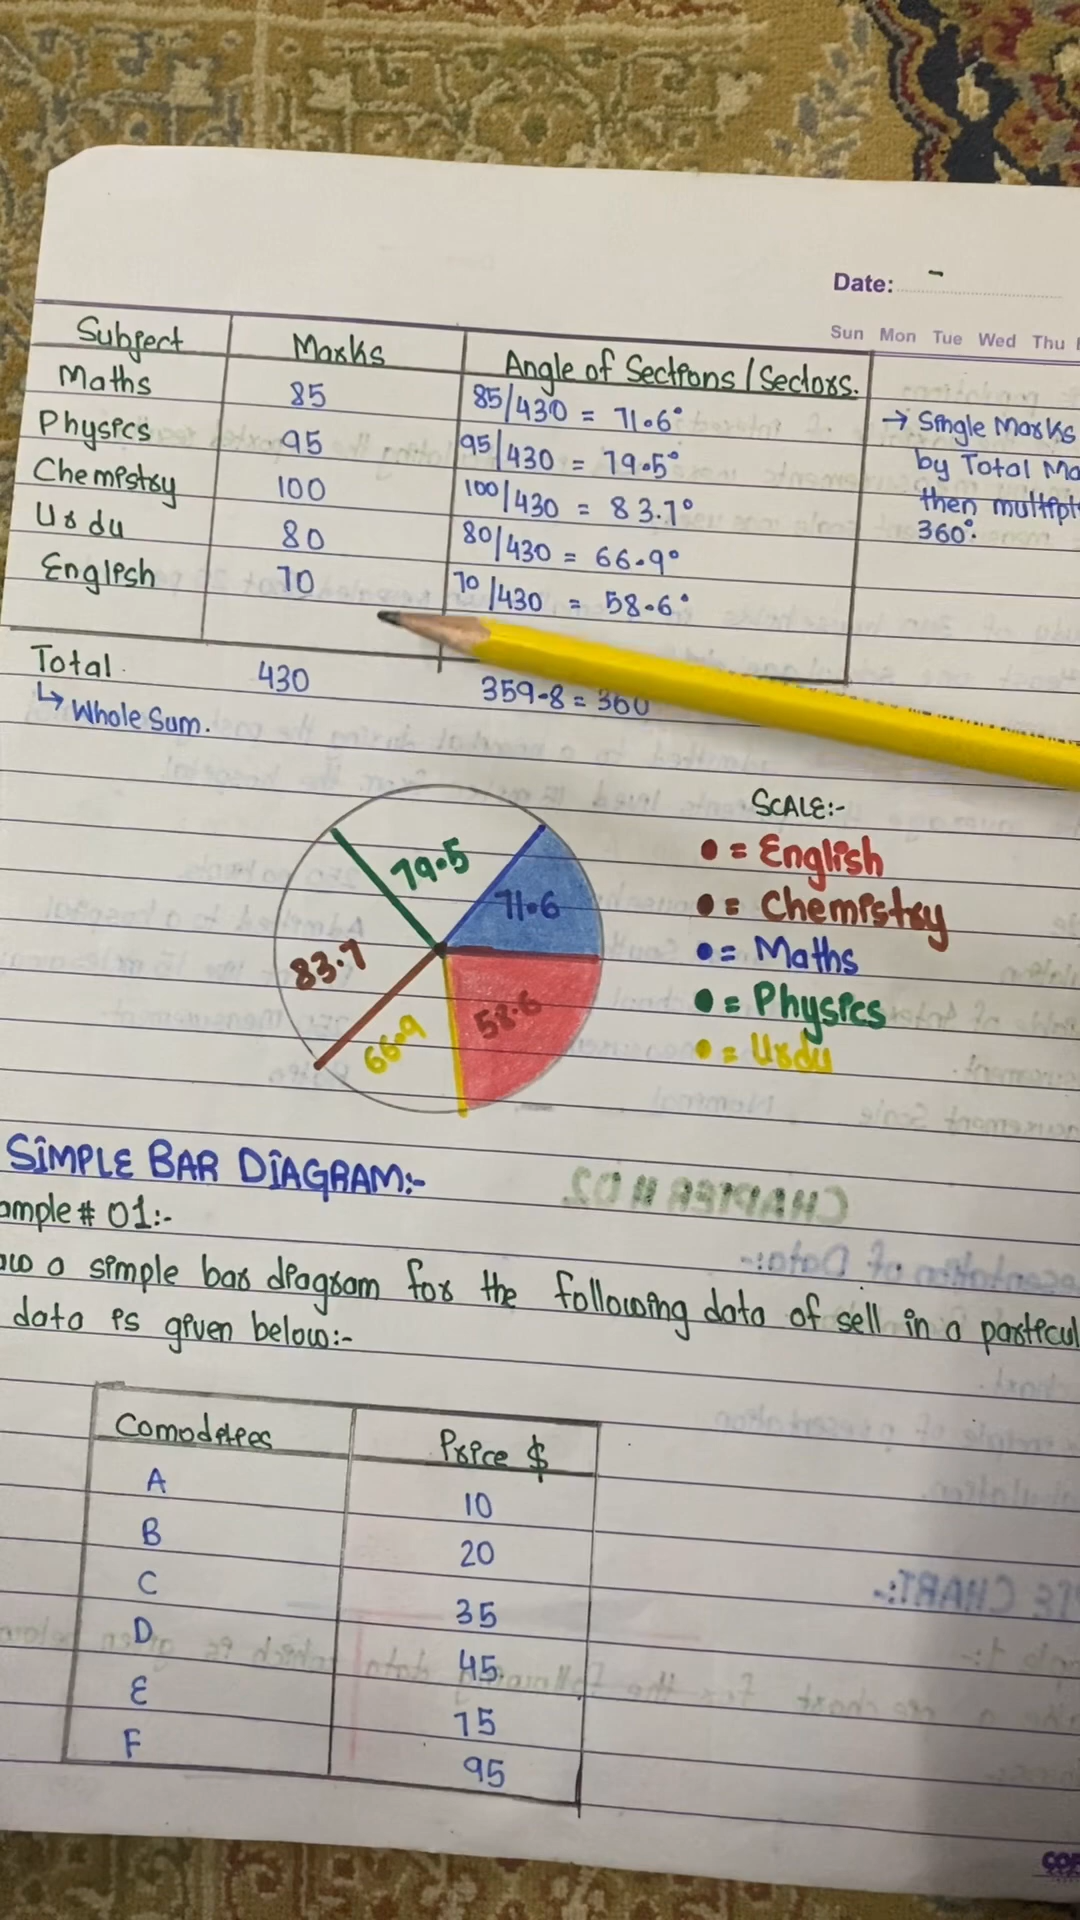 Date:
Sun Mon Tue Wed Thu
Subject Marks Angle of Sections / Sectors.
Maths 85 85/430 = 71.6°
Physics 95 95/430 = 79.5°
Chemistry 100 100/430 = 83.7°
Urdu 80 80/430 = 66.9°
English 70 70/430 = 58.6°
→ Single Marks
by Total Ma
then multipl
360°.
Total. 430 359.8 = 360
↳ Whole Sum.
79.5
71.6
83.7
66.9
58.6
SCALE:-
• = English
• = Chemistry
• = Maths
• = Physics
• = Urdu
SIMPLE BAR DIAGRAM:-
ample # 01:-
aw a simple bar diagram for the following data of sell in a particul
data is given below:-
Comodities Price $
A 10
B 20
C 35
D 45
E 75
F 95